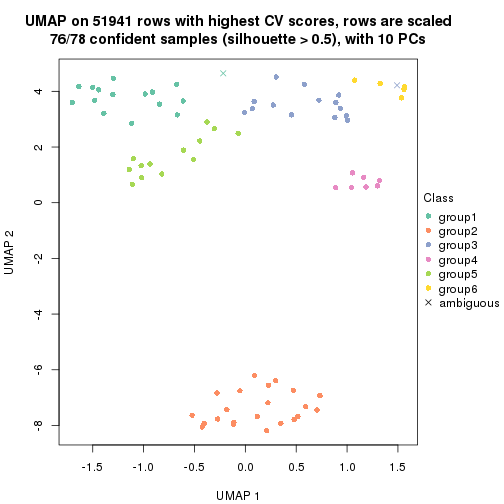 UMAP on 51941 rows with highest CV scores, rows are scaled
76/78 confident samples (silhouette > 0.5), with 10 PCs
4
2
0
-2
-4
-6
-8
UMAP 2
-1.5
-1.0
-0.5
0.0
0.5
1.0
1.5
UMAP 1
Class
group1
group2
group3
group4
group5
group6
ambiguous